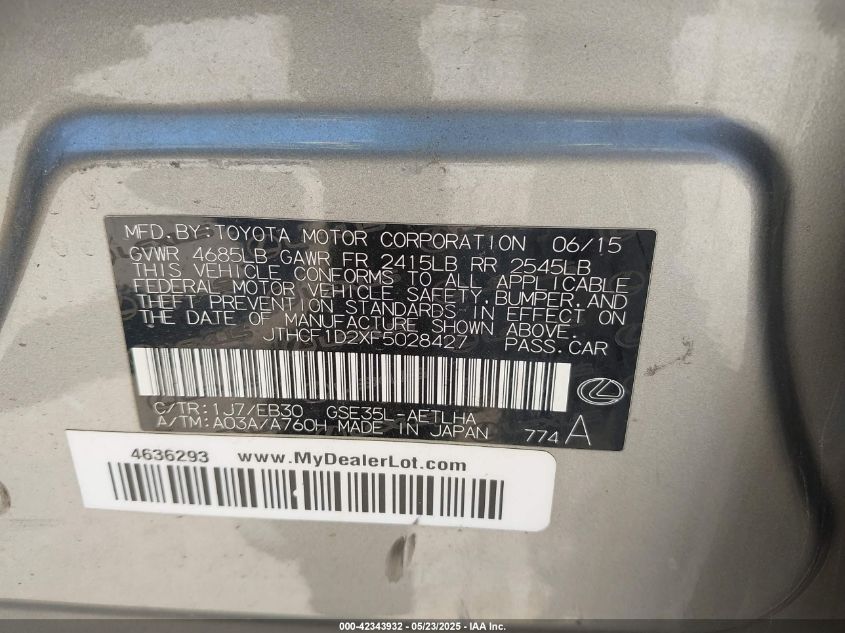 MFD. BY: TOYOTA MOTOR CORPORATION 06/15
GVWR 4685LB GAWR FR 2415LB RR 2545LB
THIS VEHICLE CONFORMS TO ALL APPLICABLE
FEDERAL MOTOR VEHICLE SAFETY, BUMPER, AND
THEFT PREVENTION STANDARDS IN EFFECT ON
THE DATE OF MANUFACTURE SHOWN ABOVE.
JTHCF1D2XF5028427 PASS. CAR
C/TR: 1J7/EB30 GSE35L-AETLHA
A/TM: A03A/A760H MADE IN JAPAN 774 A
4636293 www.MyDealerLot.com
000-42343932 - 05/23/2025 - IAA Inc.